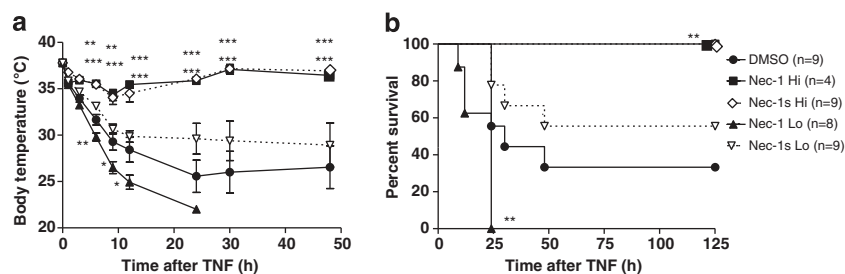 a
** ** *** *** ***
*** *** *** *** *** ***
40
35
30
25
20
Body temperature (°C)
** * *
0 10 20 30 40 50
Time after TNF (h)
b
100
80
60
40
20
0
Percent survival
**
**
0 25 50 75 100 125
Time after TNF (h)
DMSO (n=9)
Nec-1 Hi (n=4)
Nec-1s Hi (n=9)
Nec-1 Lo (n=8)
Nec-1s Lo (n=9)